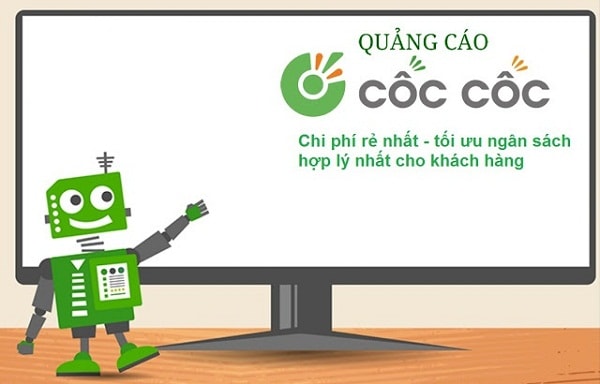 QUẢNG CÁO
CỐC CỐC
Chi phí rẻ nhất - tối ưu ngân sách
hợp lý nhất cho khách hàng